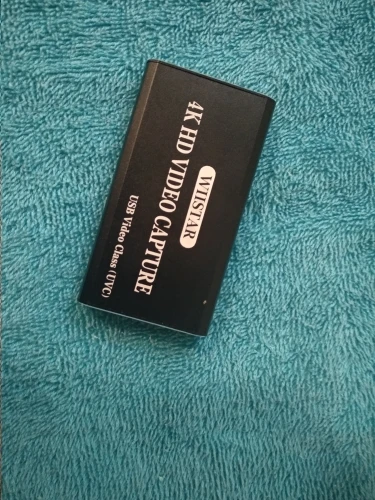 WIISTAR
4K HD VIDEO CAPTURE
USB Video Class (UVC)